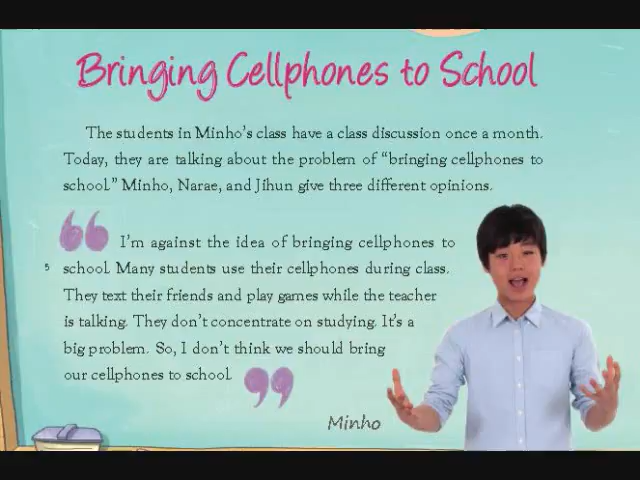 Bringing Cellphones to School
The students in Minho's class have a class discussion once a month.
Today, they are talking about the problem of “bringing cellphones to
school.” Minho, Narae, and Jihun give three different opinions.
“ I'm against the idea of bringing cellphones to
5 school. Many students use their cellphones during class.
They text their friends and play games while the teacher
is talking. They don't concentrate on studying. It's a
big problem. So, I don't think we should bring
our cellphones to school. ”
Minho